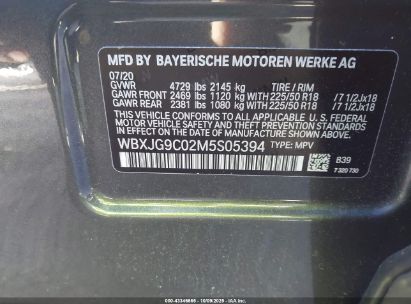 MFD BY BAYERISCHE MOTOREN WERKE AG
07/20
GVWR 4729 lbs 2145 kg TIRE / RIM
GAWR FRONT 2469 lbs 1120 kg WITH 225/50 R18 /7 1/2Jx18
GAWR REAR 2381 lbs 1080 kg WITH 225/50 R18 /7 1/2Jx18
THIS VEHICLE CONFORMS TO ALL APPLICABLE U.S.
FEDERAL MOTOR VEHICLE SAFETY, BUMPER, AND THEFT
PREVENTION STANDARDS IN EFFECT ON THE DATE OF
MANUFACTURE SHOWN ABOVE.
WBXJG9C02M5S05394 TYPE: MPV
B39
T 320 730